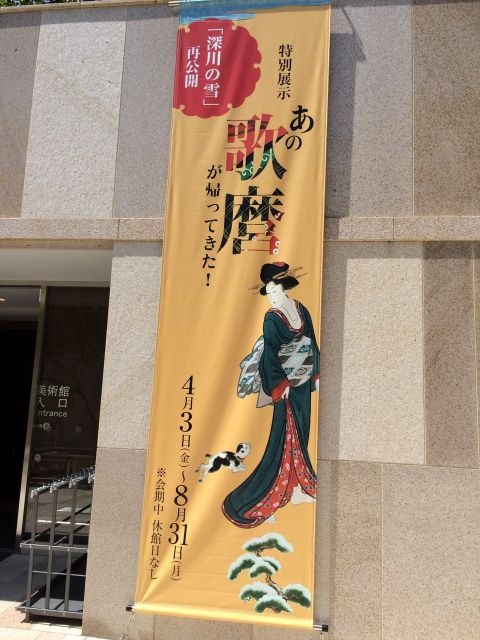 「深川の雪」
再公開
特別展示
あの
歌麿
が帰ってきた！
4月3日(金)～8月31日(月)
※会期中 休館日なし
美術館
入口
Entrance